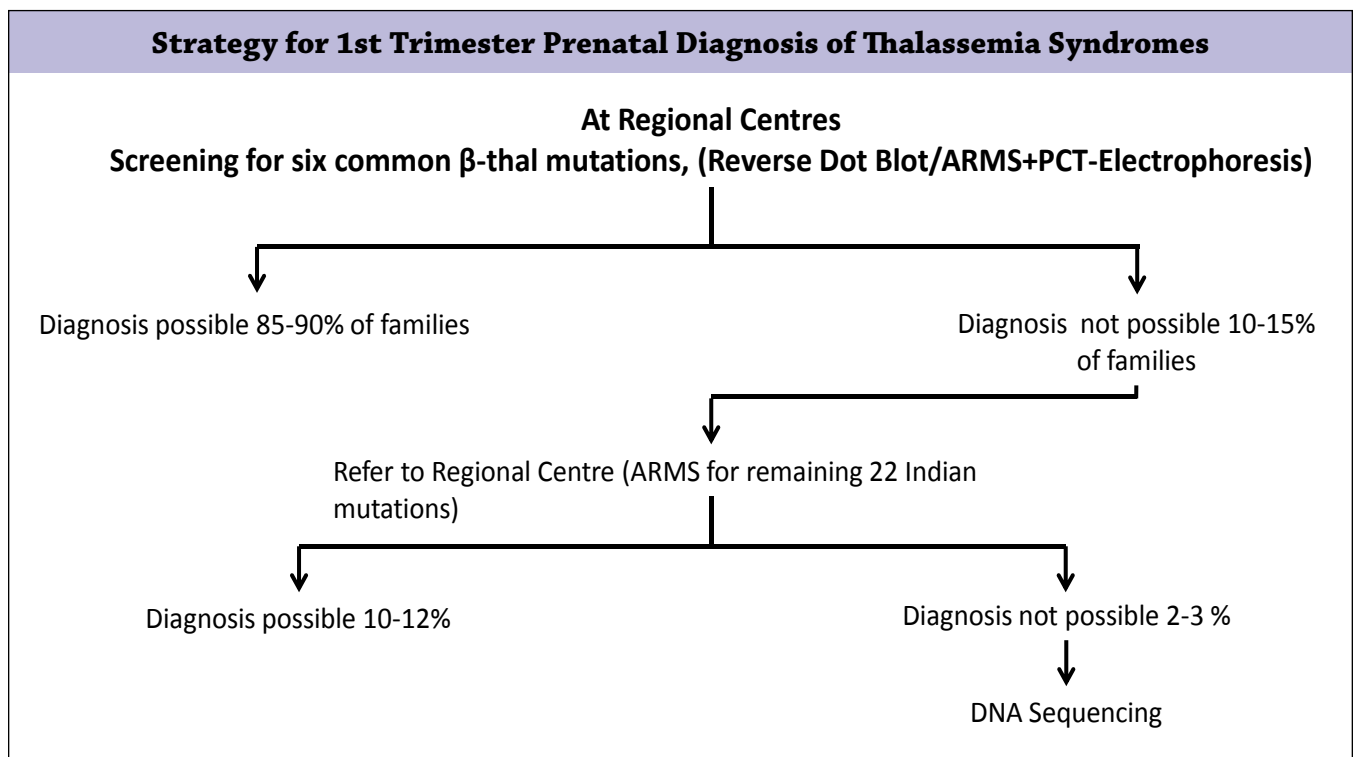 Strategy for 1st Trimester Prenatal Diagnosis of Thalassemia Syndromes
At Regional Centres
Screening for six common β-thal mutations, (Reverse Dot Blot/ARMS+PCT-Electrophoresis)
Diagnosis possible 85-90% of families
Diagnosis not possible 10-15%
of families
Refer to Regional Centre (ARMS for remaining 22 Indian
mutations)
Diagnosis possible 10-12%
Diagnosis not possible 2-3 %
DNA Sequencing